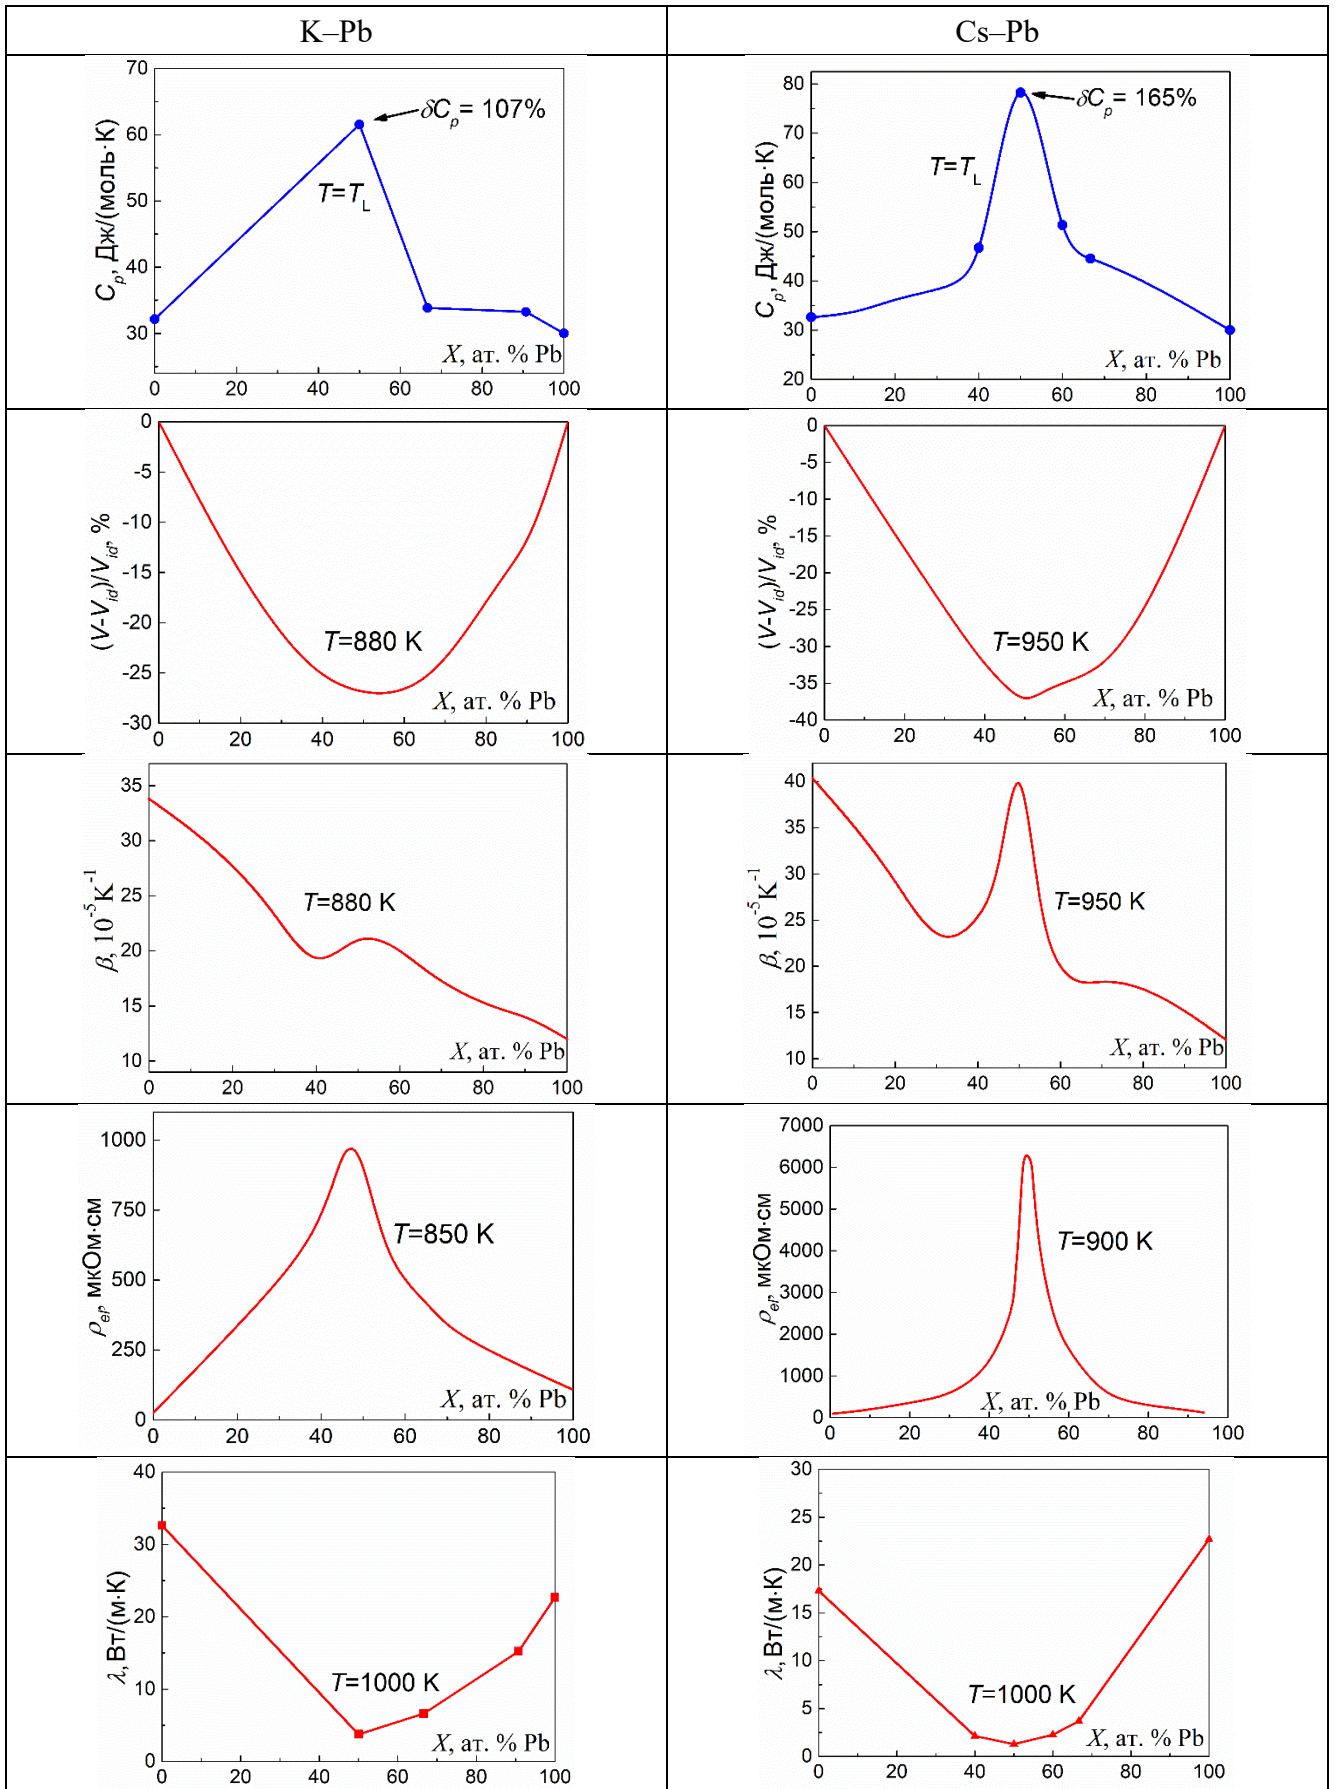 K–Pb
Cs–Pb
70
60
50
40
30
C_p, Дж/(моль·К)
δC_p = 107%
T=T_L
X, ат. % Pb
0 20 40 60 80 100
80
70
60
50
40
30
20
C_p, Дж/(моль·К)
δC_p = 165%
T=T_L
X, ат. % Pb
0 20 40 60 80 100
0
-5
-10
-15
-20
-25
-30
(V-V_id)/V_id, %
T=880 K
X, ат. % Pb
0 20 40 60 80 100
0
-5
-10
-15
-20
-25
-30
-35
-40
(V-V_id)/V_id, %
T=950 K
X, ат. % Pb
0 20 40 60 80 100
35
30
25
20
15
10
β, 10⁻⁵K⁻¹
T=880 K
X, ат. % Pb
0 20 40 60 80 100
40
35
30
25
20
15
10
β, 10⁻⁵K⁻¹
T=950 K
X, ат. % Pb
0 20 40 60 80 100
1000
750
500
250
0
ρ_el, мкОм·см
T=850 K
X, ат. % Pb
0 20 40 60 80 100
7000
6000
5000
4000
3000
2000
1000
0
ρ_el, мкОм·см
T=900 K
X, ат. % Pb
0 20 40 60 80 100
40
30
20
10
0
λ, Вт/(м·К)
T=1000 K
X, ат. % Pb
0 20 40 60 80 100
30
25
20
15
10
5
0
λ, Вт/(м·К)
T=1000 K
X, ат. % Pb
0 20 40 60 80 100